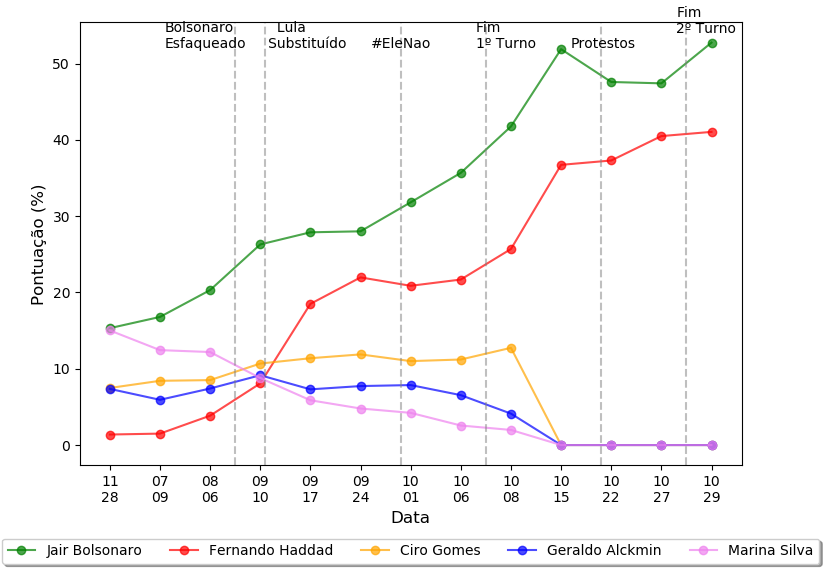 Bolsonaro
Esfaqueado
Lula
Substituído
#EleNao
Fim
1º Turno
Protestos
Fim
2º Turno
Pontuação (%)
50
40
30
20
10
0
11 07 08 09 09 09 10 10 10 10 10 10 10
28 09 06 10 17 24 01 06 08 15 22 27 29
Data
Jair Bolsonaro Fernando Haddad Ciro Gomes Geraldo Alckmin Marina Silva